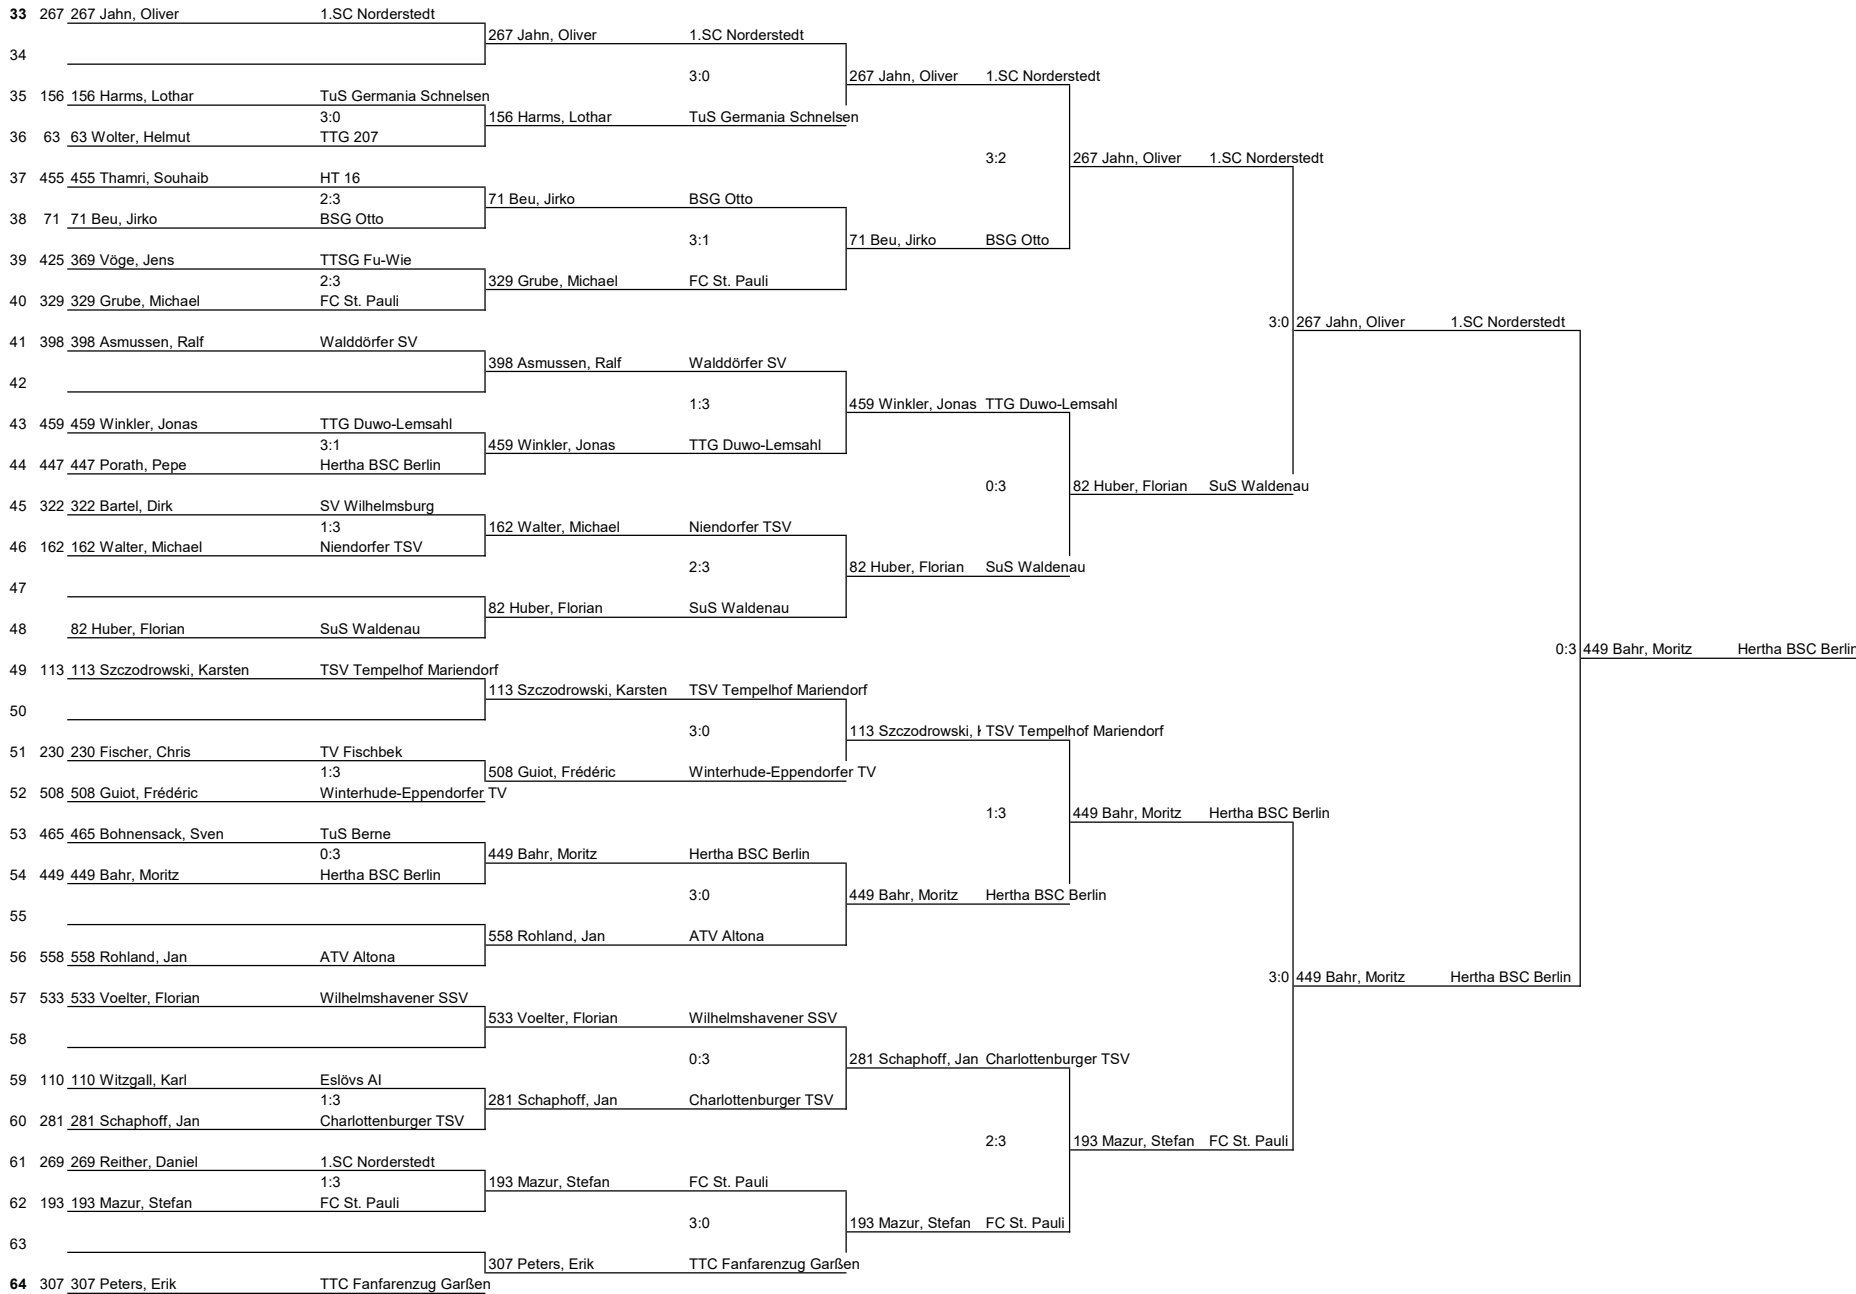 33 267 267 Jahn, Oliver 1.SC Norderstedt
267 Jahn, Oliver 1.SC Norderstedt
34
3:0 267 Jahn, Oliver 1.SC Norderstedt
35 156 156 Harms, Lothar TuS Germania Schnelsen
3:0 156 Harms, Lothar TuS Germania Schnelsen
36 63 63 Wolter, Helmut TTG 207
3:2 267 Jahn, Oliver 1.SC Norderstedt
37 455 455 Thamri, Souhaib HT 16
2:3 71 Beu, Jirko BSG Otto
38 71 71 Beu, Jirko BSG Otto
3:1 71 Beu, Jirko BSG Otto
39 425 369 Vöge, Jens TTSG Fu-Wie
2:3 329 Grube, Michael FC St. Pauli
40 329 329 Grube, Michael FC St. Pauli
3:0 267 Jahn, Oliver 1.SC Norderstedt
41 398 398 Asmussen, Ralf Walddörfer SV
398 Asmussen, Ralf Walddörfer SV
42
1:3 459 Winkler, Jonas TTG Duwo-Lemsahl
43 459 459 Winkler, Jonas TTG Duwo-Lemsahl
3:1 459 Winkler, Jonas TTG Duwo-Lemsahl
44 447 447 Porath, Pepe Hertha BSC Berlin
0:3 82 Huber, Florian SuS Waldenau
45 322 322 Bartel, Dirk SV Wilhelmsburg
1:3 162 Walter, Michael Niendorfer TSV
46 162 162 Walter, Michael Niendorfer TSV
2:3 82 Huber, Florian SuS Waldenau
47
82 Huber, Florian SuS Waldenau
48 82 Huber, Florian SuS Waldenau
0:3 449 Bahr, Moritz Hertha BSC Berlin
49 113 113 Szczodrowski, Karsten TSV Tempelhof Mariendorf
113 Szczodrowski, Karsten TSV Tempelhof Mariendorf
50
3:0 113 Szczodrowski, TSV Tempelhof Mariendorf
51 230 230 Fischer, Chris TV Fischbek
1:3 508 Guiot, Frédéric Winterhude-Eppendorfer TV
52 508 508 Guiot, Frédéric Winterhude-Eppendorfer TV
1:3 449 Bahr, Moritz Hertha BSC Berlin
53 465 465 Bohnensack, Sven TuS Berne
0:3 449 Bahr, Moritz Hertha BSC Berlin
54 449 449 Bahr, Moritz Hertha BSC Berlin
3:0 449 Bahr, Moritz Hertha BSC Berlin
55
558 Rohland, Jan ATV Altona
56 558 558 Rohland, Jan ATV Altona
3:0 449 Bahr, Moritz Hertha BSC Berlin
57 533 533 Voelter, Florian Wilhelmshavener SSV
533 Voelter, Florian Wilhelmshavener SSV
58
0:3 281 Schaphoff, Jan Charlottenburger TSV
59 110 110 Witzgall, Karl Eslövs AI
1:3 281 Schaphoff, Jan Charlottenburger TSV
60 281 281 Schaphoff, Jan Charlottenburger TSV
2:3 193 Mazur, Stefan FC St. Pauli
61 269 269 Reither, Daniel 1.SC Norderstedt
1:3 193 Mazur, Stefan FC St. Pauli
62 193 193 Mazur, Stefan FC St. Pauli
3:0 193 Mazur, Stefan FC St. Pauli
63
307 Peters, Erik TTC Fanfarenzug Garßen
64 307 307 Peters, Erik TTC Fanfarenzug Garßen